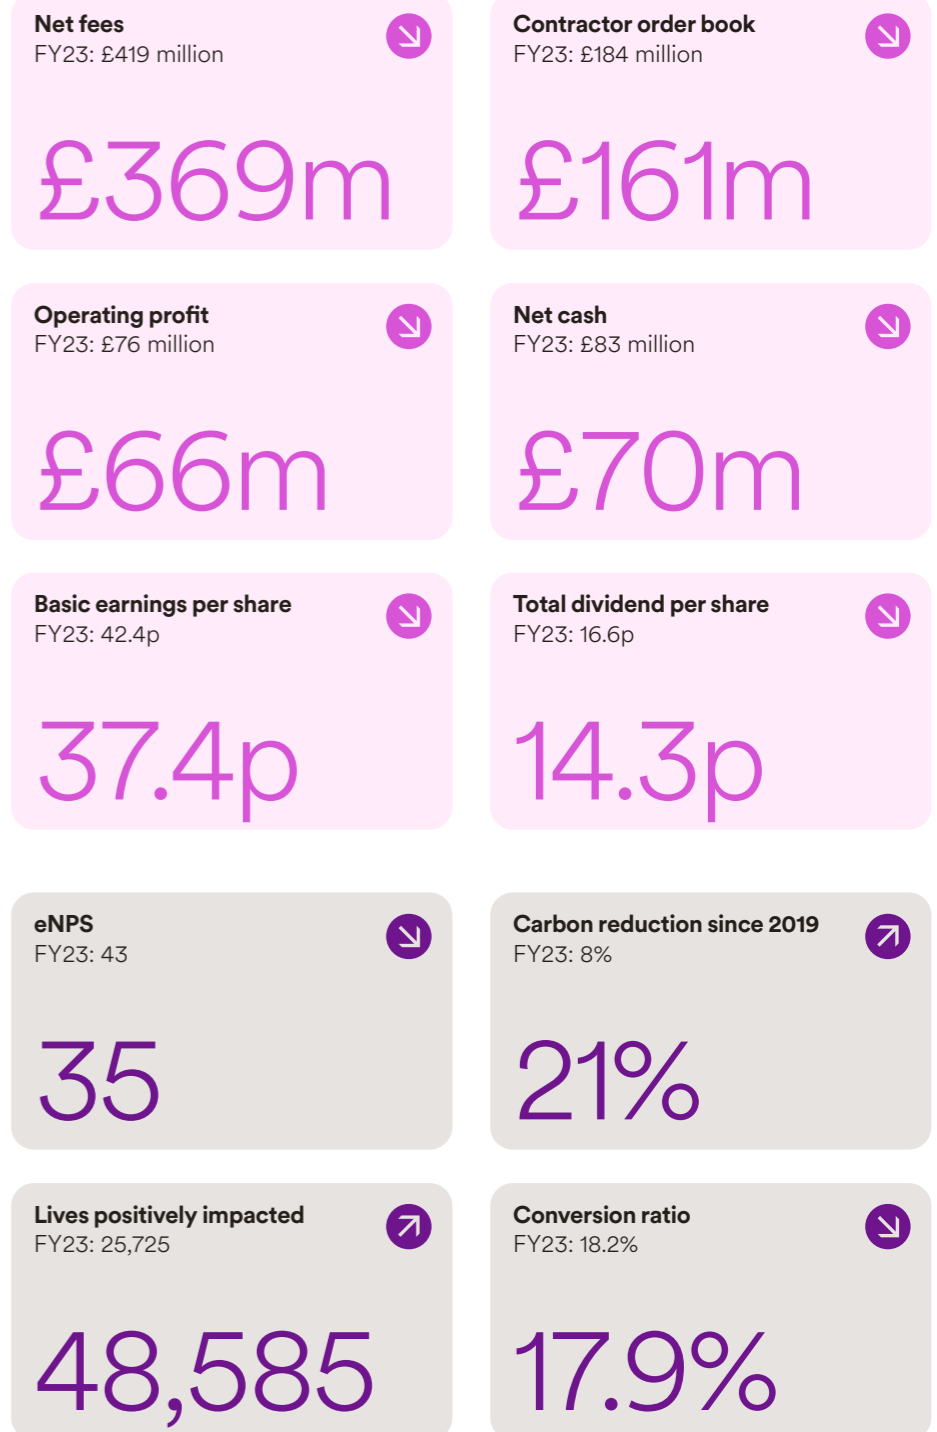 Net fees
FY23: £419 million
£369m
Contractor order book
FY23: £184 million
£161m
Operating profit
FY23: £76 million
£66m
Net cash
FY23: £83 million
£70m
Basic earnings per share
FY23: 42.4p
37.4p
Total dividend per share
FY23: 16.6p
14.3p
eNPS
FY23: 43
35
Carbon reduction since 2019
FY23: 8%
21%
Lives positively impacted
FY23: 25,725
48,585
Conversion ratio
FY23: 18.2%
17.9%